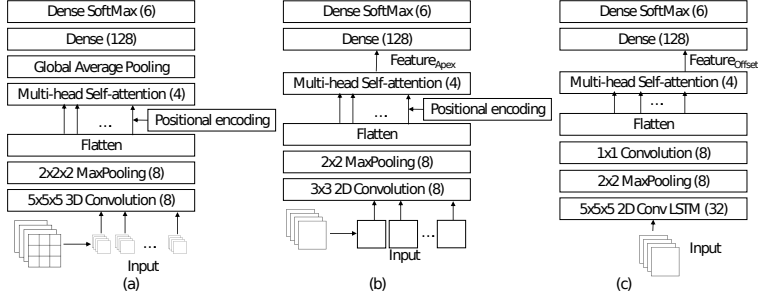 Dense SoftMax (6)
Dense (128)
Global Average Pooling
Multi-head Self-attention (4)
...
Positional encoding
Flatten
2x2x2 MaxPooling (8)
5x5x5 3D Convolution (8)
...
Input
(a)
Dense SoftMax (6)
Dense (128)
Feature_Apex
Multi-head Self-attention (4)
...
Positional encoding
Flatten
2x2 MaxPooling (8)
3x3 2D Convolution (8)
...
Input
(b)
Dense SoftMax (6)
Dense (128)
Feature_Offset
Multi-head Self-attention (4)
...
Flatten
1x1 Convolution (8)
2x2 MaxPooling (8)
5x5x5 2D Conv LSTM (32)
Input
(c)